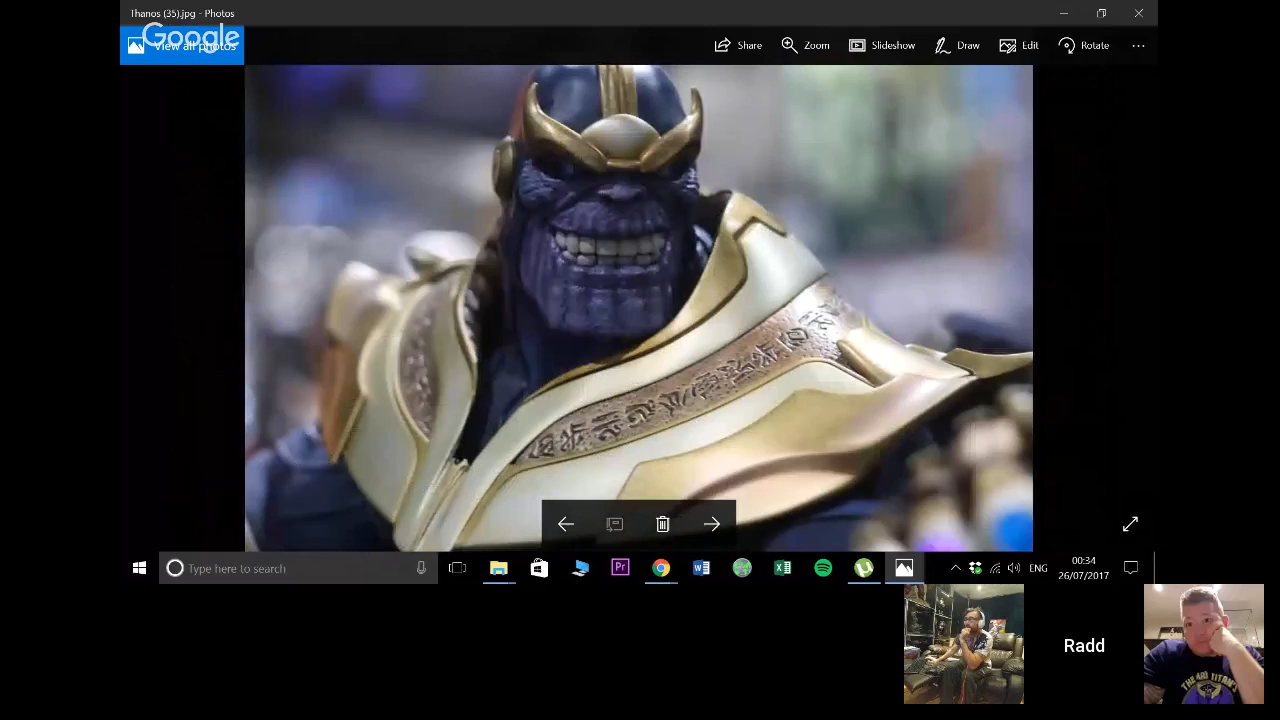 Thanos (35).jpg - Photos
Google
View all photos
Share
Zoom
Slideshow
Draw
Edit
Rotate
Type here to search
Pr
ENG
00:34
26/07/2017
Radd